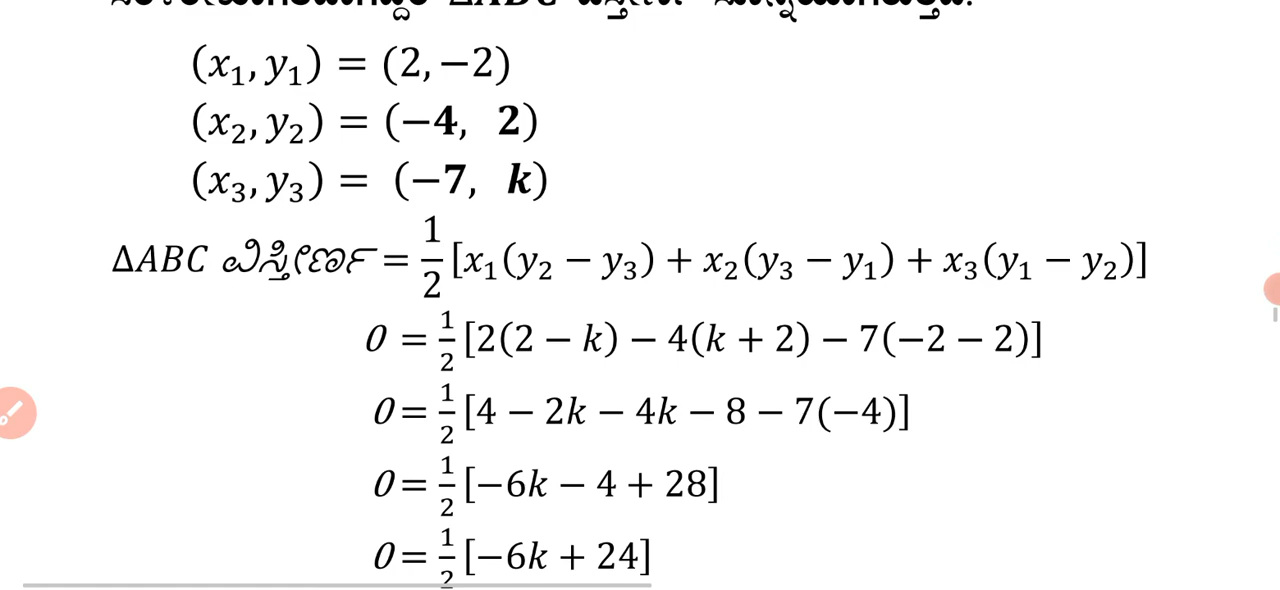 ΔABC
(x₁, y₁) = (2, −2)
(x₂, y₂) = (−4, 2)
(x₃, y₃) = (−7, k)
ΔABC ವಿಸ್ತೀರ್ಣ = 1/2 [x₁(y₂ − y₃) + x₂(y₃ − y₁) + x₃(y₁ − y₂)]
0 = 1/2 [2(2 − k) − 4(k + 2) − 7(−2 − 2)]
0 = 1/2 [4 − 2k − 4k − 8 − 7(−4)]
0 = 1/2 [−6k − 4 + 28]
0 = 1/2 [−6k + 24]